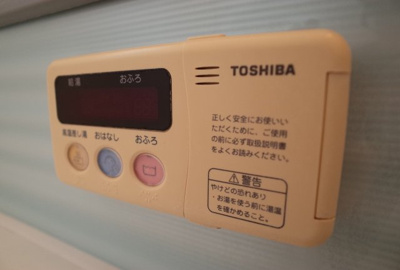 給湯 おふろ
TOSHIBA
高温差し湯 おはなし おふろ
正しく安全にお使いい
ただくために、ご使用
の前に必ず取扱説明書
をよくお読みください。
⚠警告
やけどの恐れあり
・お湯を使う前に湯温
を確かめること。